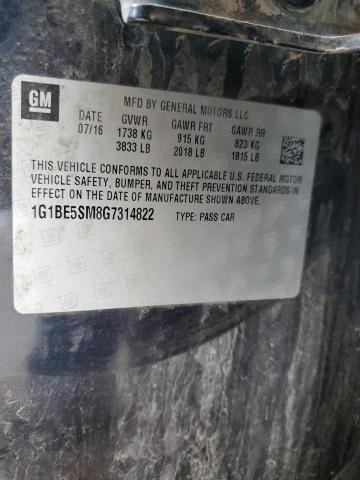 GM
MFD BY GENERAL MOTORS LLC
DATE GVWR GAWR FRT GAWR RR
07/16 1738 KG 915 KG 823 KG
3833 LB 2018 LB 1815 LB
THIS VEHICLE CONFORMS TO ALL APPLICABLE U.S. FEDERAL MOTOR
VEHICLE SAFETY, BUMPER, AND THEFT PREVENTION STANDARDS IN
EFFECT ON THE DATE OF MANUFACTURE SHOWN ABOVE.
1G1BE5SM8G7314822 TYPE: PASS CAR